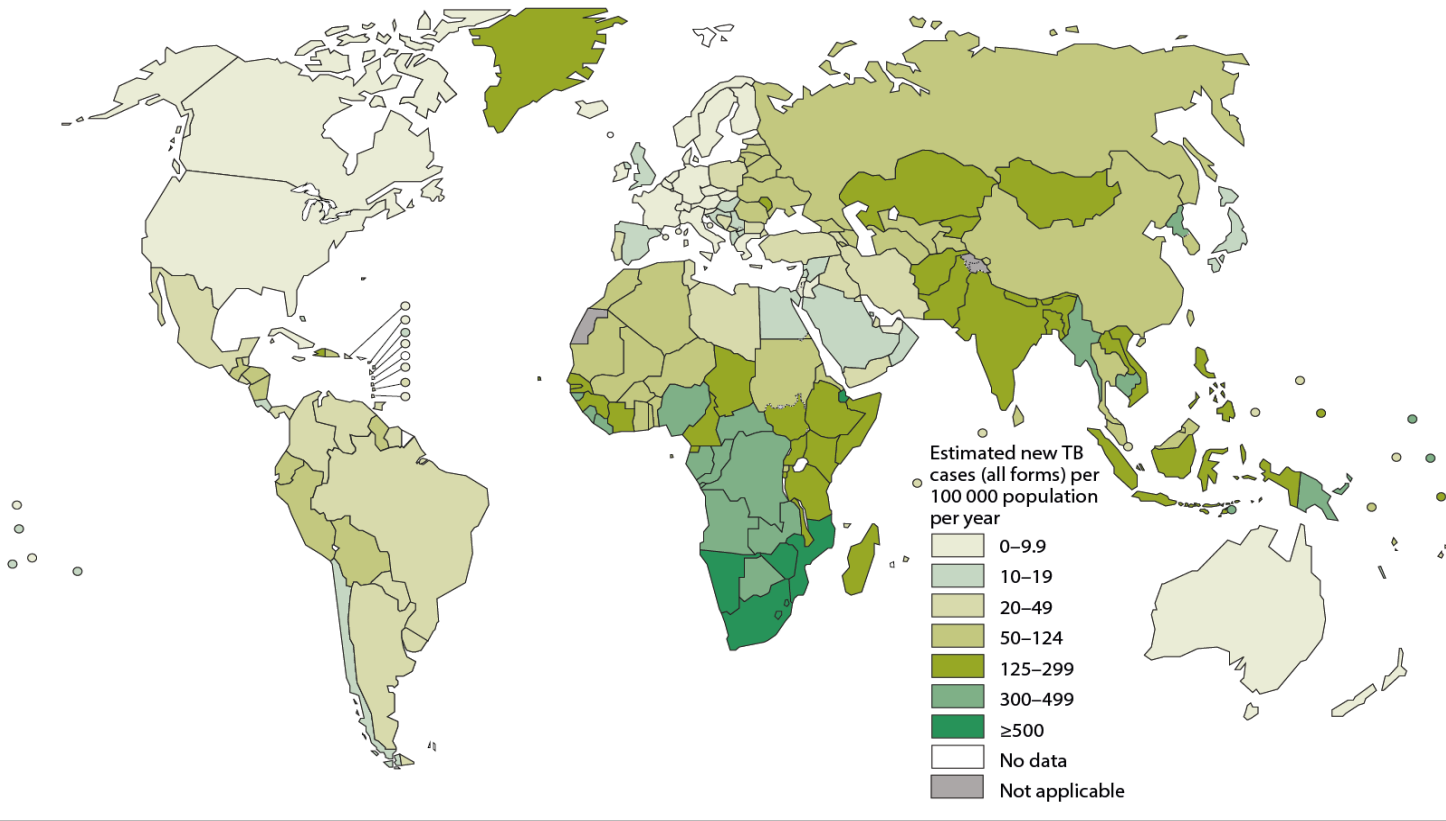 Estimated new TB
cases (all forms) per
100 000 population
per year
0–9.9
10–19
20–49
50–124
125–299
300–499
≥500
No data
Not applicable